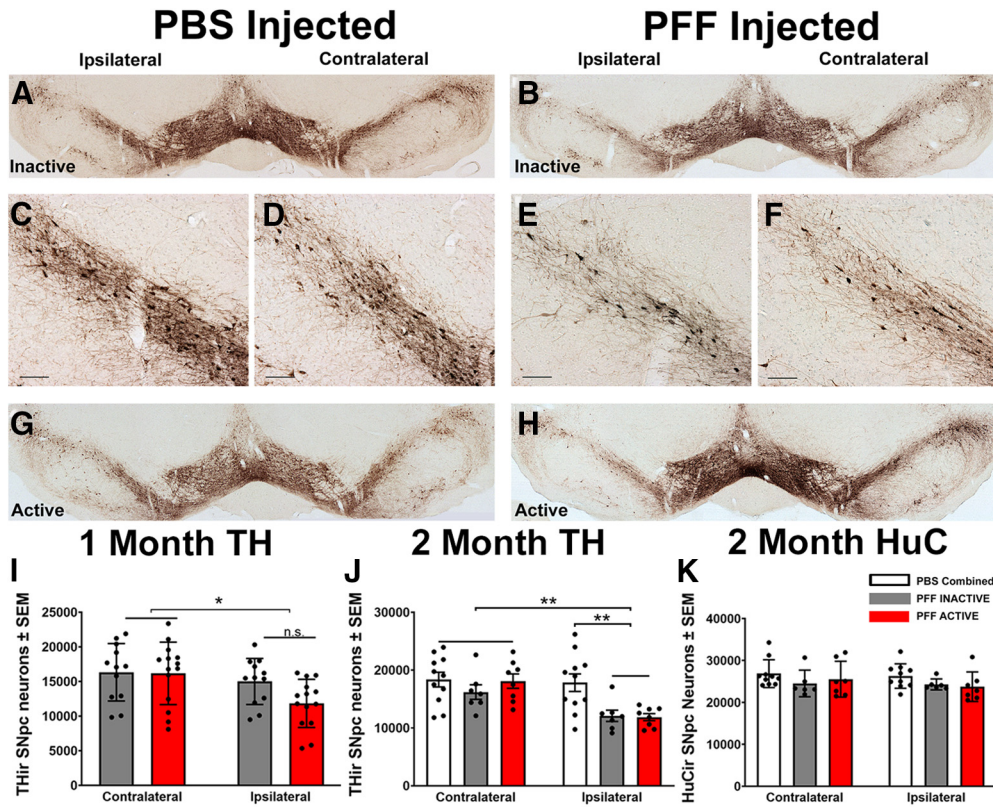 PBS Injected
PFF Injected
Ipsilateral
Contralateral
Ipsilateral
Contralateral
A
Inactive
B
Inactive
C
D
E
F
G
Active
H
Active
1 Month TH
2 Month TH
2 Month HuC
I
THir SNpc neurons ± SEM
25000
20000
15000
10000
5000
0
*
n.s.
Contralateral
Ipsilateral
J
THir SNpc neurons ± SEM
30000
20000
10000
0
**
**
Contralateral
Ipsilateral
K
PBS Combined
PFF INACTIVE
PFF ACTIVE
HuCir SNpc neurons ± SEM
40000
30000
20000
10000
0
Contralateral
Ipsilateral